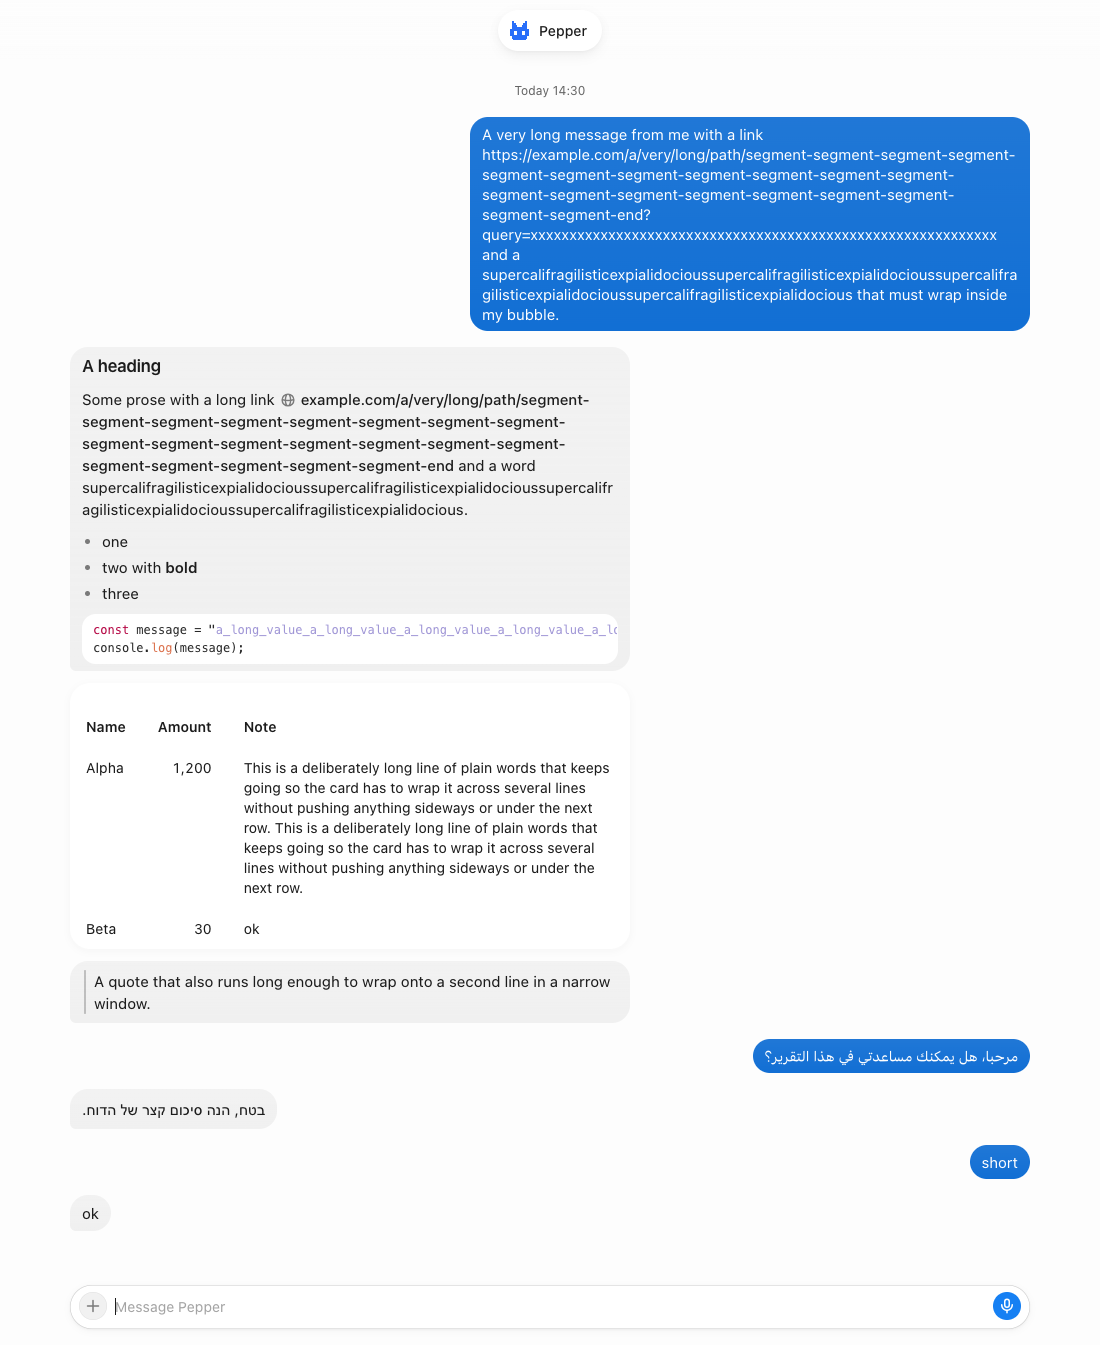 Pepper
Today 14:30
A very long message from me with a link
https://example.com/a/very/long/path/segment-segment-segment-segment-
segment-segment-segment-segment-segment-segment-segment-
segment-segment-segment-segment-segment-segment-segment-
segment-segment-end?
query=xxxxxxxxxxxxxxxxxxxxxxxxxxxxxxxxxxxxxxxxxxxxxxxxxxxxxxxxxxxx
and a
supercalifragilisticexpialidocioussupercalifragilisticexpialidocioussupercalifra
gilisticexpialidocioussupercalifragilisticexpialidocious that must wrap inside
my bubble.
A heading
Some prose with a long link example.com/a/very/long/path/segment-
segment-segment-segment-segment-segment-segment-segment-
segment-segment-segment-segment-segment-segment-segment-
segment-segment-segment-segment-segment-end and a word
supercalifragilisticexpialidocioussupercalifragilisticexpialidocioussupercalifr
agilisticexpialidocioussupercalifragilisticexpialidocious.
• one
• two with bold
• three
const message = "a_long_value_a_long_value_a_long_value_a_long_value_a_lo
console.log(message);
Name Amount Note
Alpha 1,200 This is a deliberately long line of plain words that keeps
going so the card has to wrap it across several lines
without pushing anything sideways or under the next
row. This is a deliberately long line of plain words that
keeps going so the card has to wrap it across several
lines without pushing anything sideways or under the
next row.
Beta 30 ok
A quote that also runs long enough to wrap onto a second line in a narrow
window.
مرحبا، هل يمكنك مساعدتي في هذا التقرير؟
בטח, הנה סיכום קצר של הדוח.
short
ok
Message Pepper